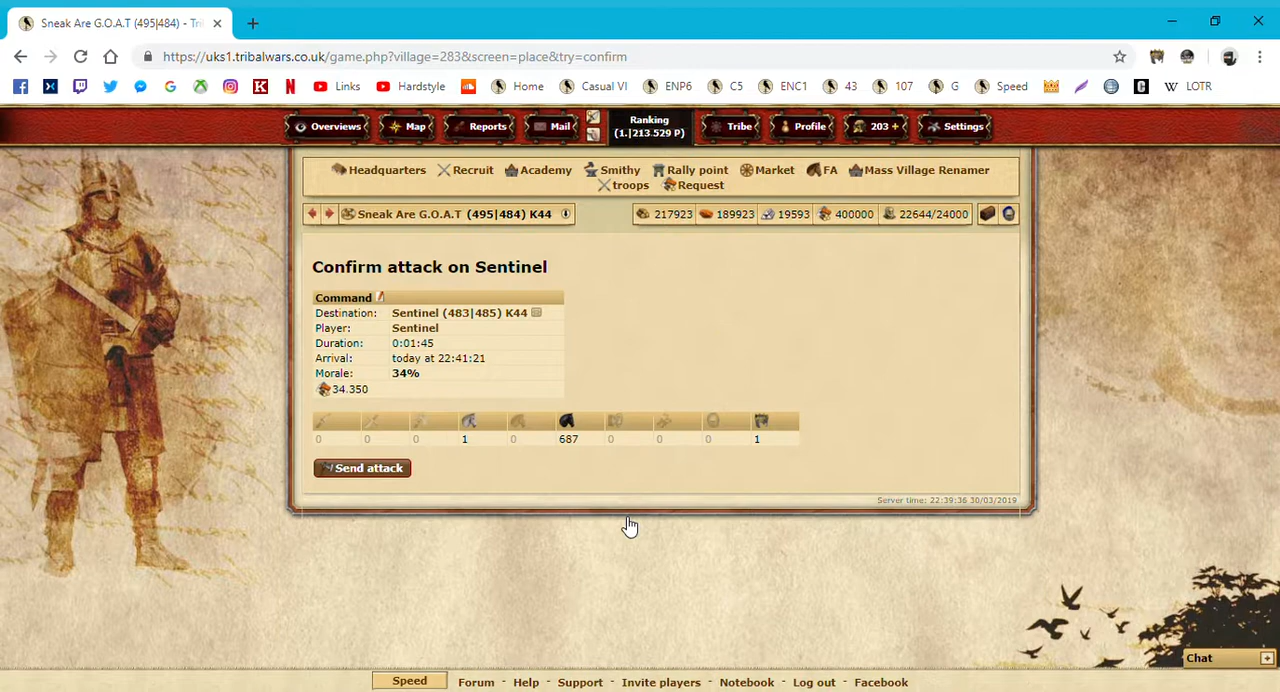 Sneak Are G.O.A.T (495|484) - Tri
https://uks1.tribalwars.co.uk/game.php?village=283&screen=place&try=confirm
Links Hardstyle Home Casual VI ENP6 C5 ENC1 43 107 G Speed W LOTR
Overviews Map Reports Mail Ranking Tribe Profile 203 + Settings
(1.|213.529 P)
Headquarters Recruit Academy Smithy Rally point Market FA Mass Village Renamer
troops Request
Sneak Are G.O.A.T (495|484) K44 217923 189923 19593 400000 22644/24000
Confirm attack on Sentinel
Command
Destination: Sentinel (483|485) K44
Player: Sentinel
Duration: 0:01:45
Arrival: today at 22:41:21
Morale: 34%
34.350
0 0 0 1 0 687 0 0 0 1
Send attack
Server time: 22:39:36 30/03/2019
Chat
Speed Forum - Help - Support - Invite players - Notebook - Log out - Facebook